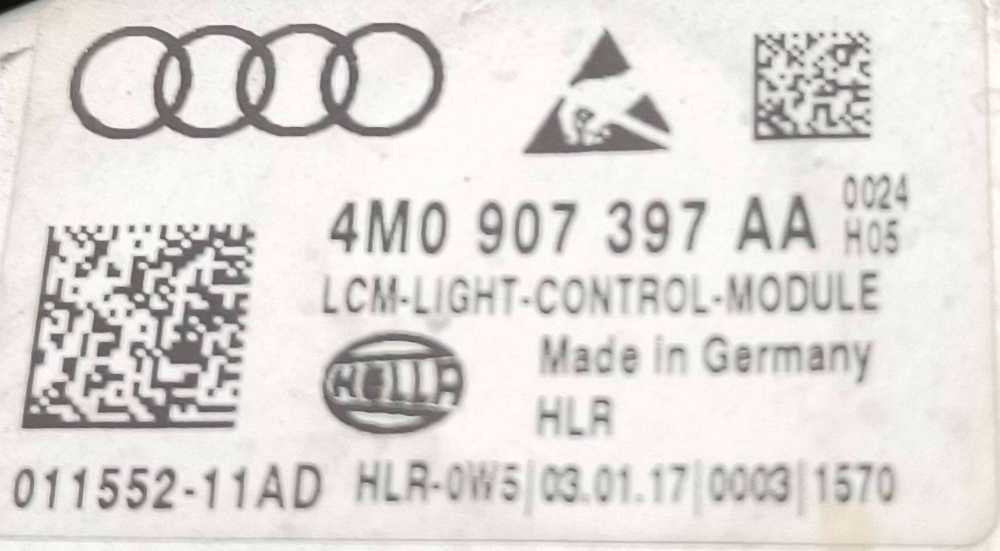 4M0 907 397 AA 0024
H05
LCM-LIGHT-CONTROL-MODULE
HELLA
Made in Germany
HLR
011552-11AD HLR-0W5|03.01.17|0003|1570